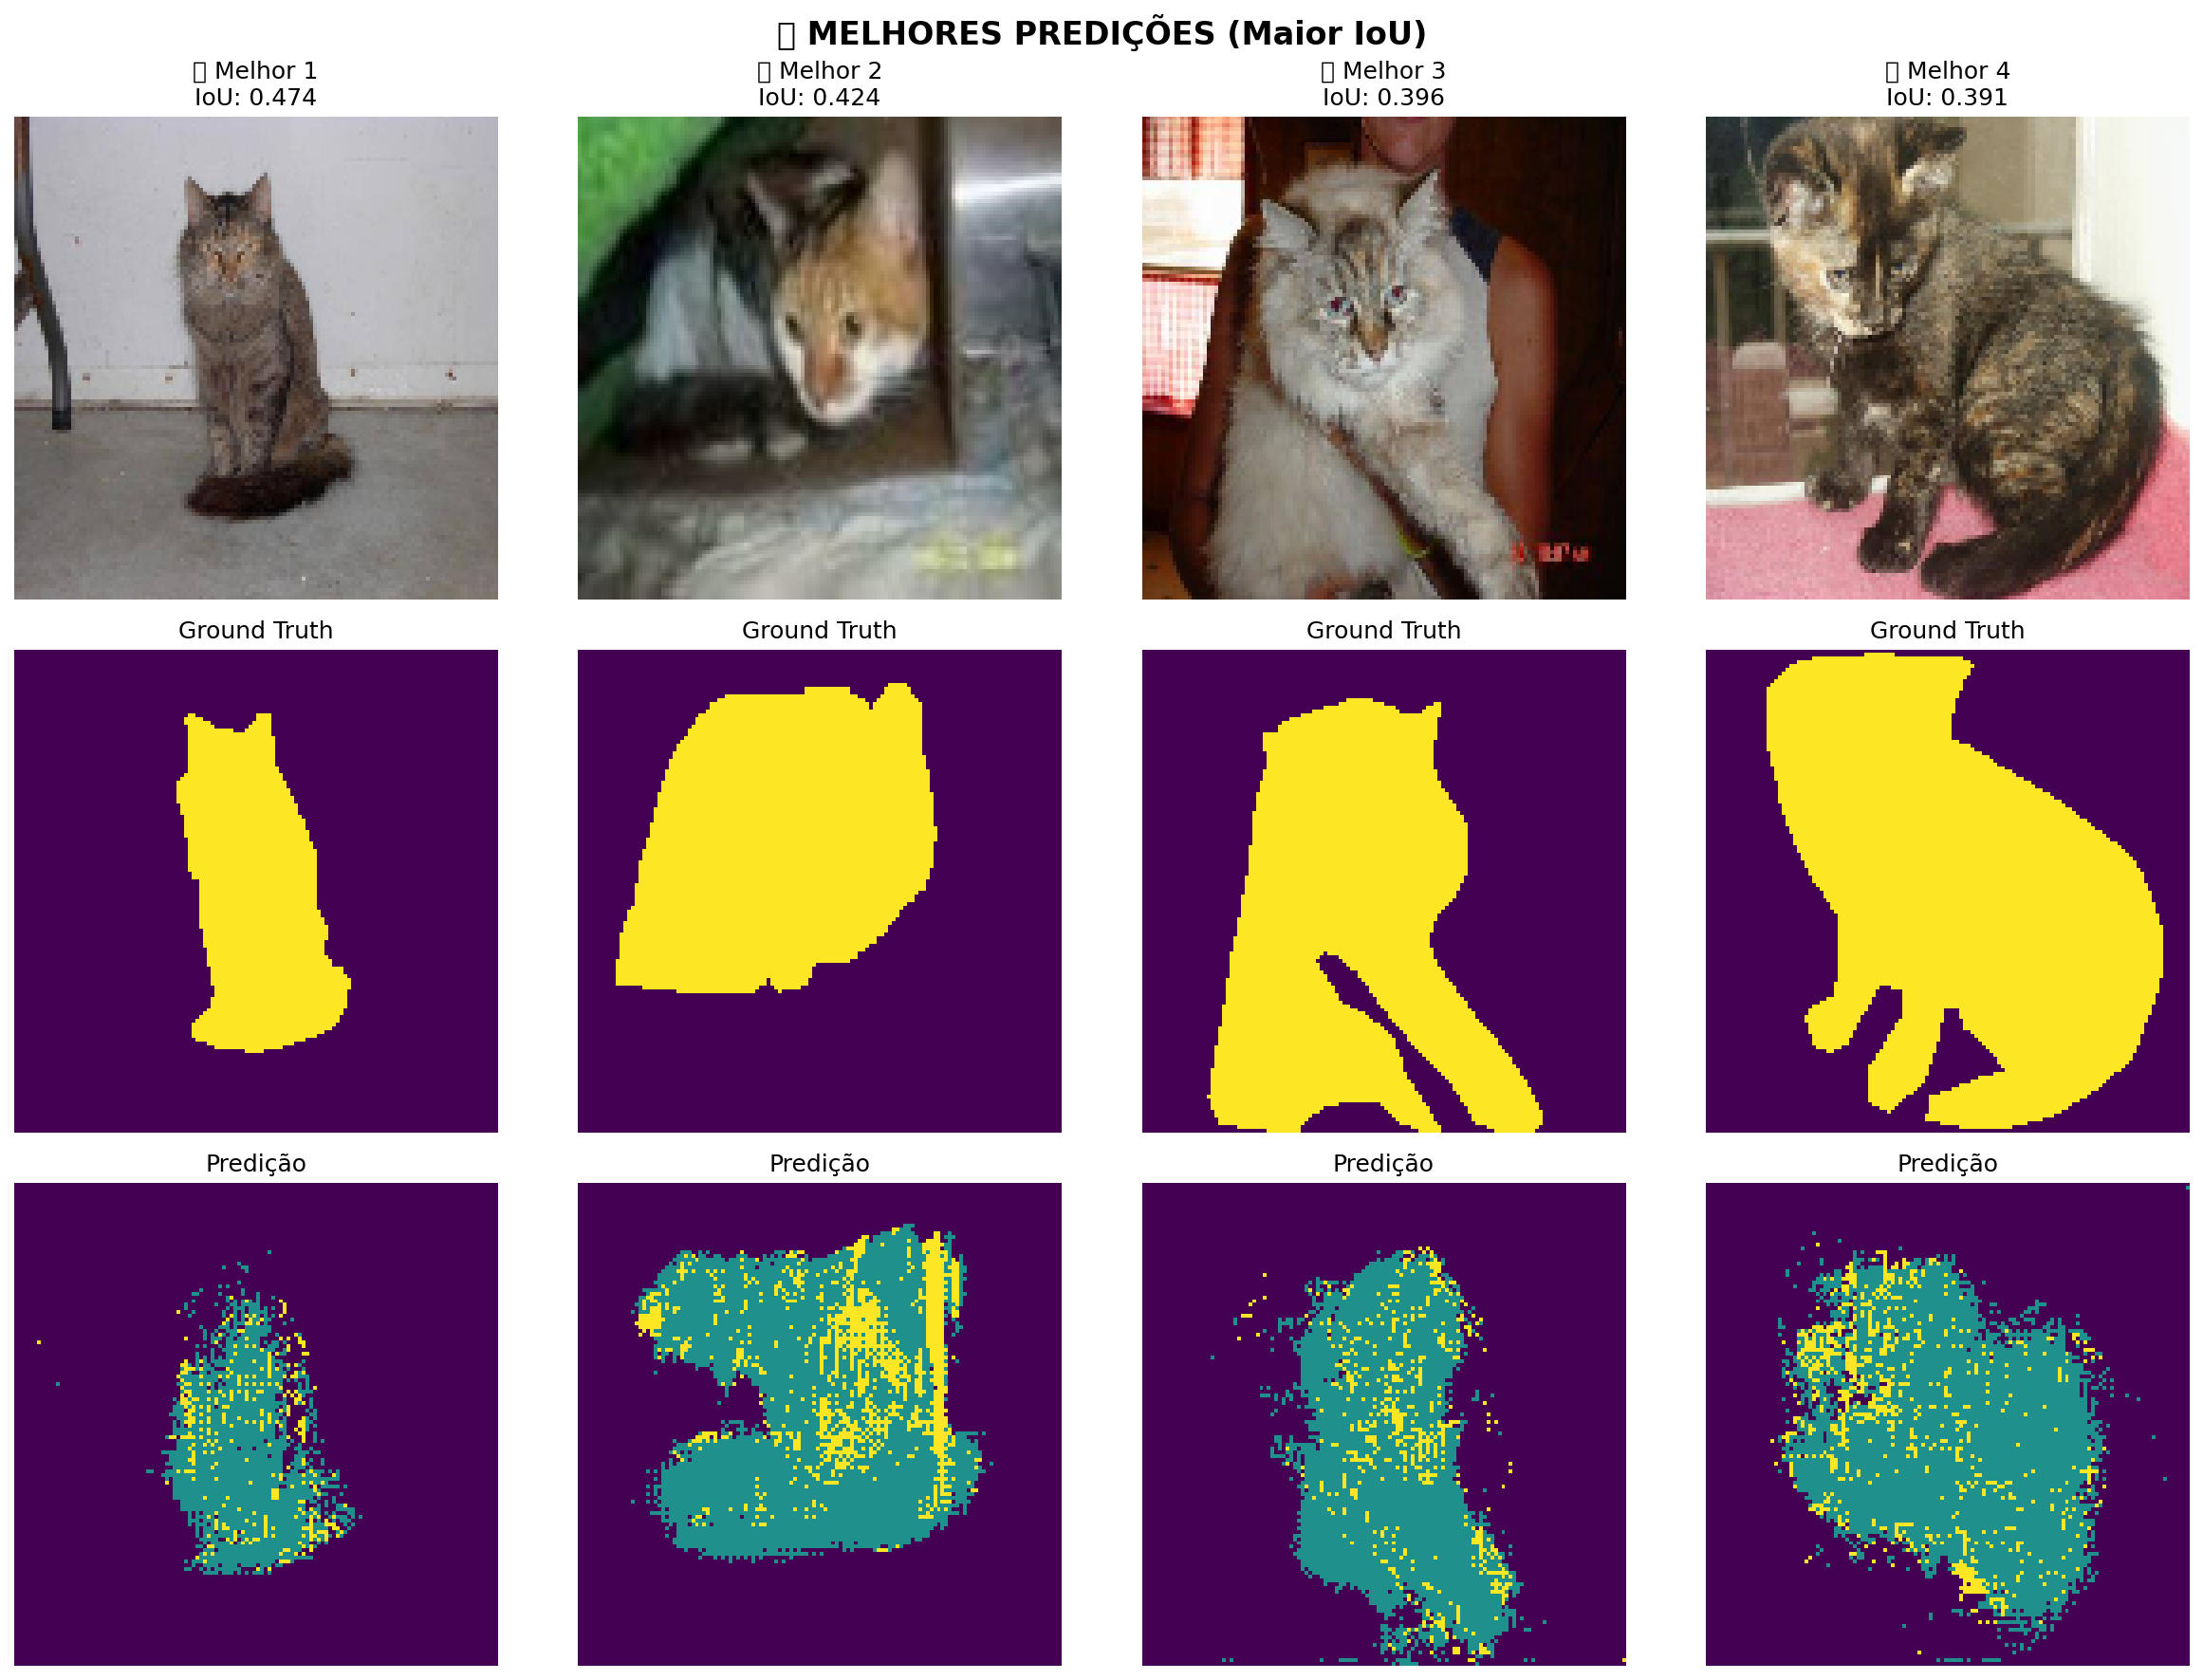 MELHORES PREDIÇÕES (Maior IoU)
Melhor 1
IoU: 0.474
Melhor 2
IoU: 0.424
Melhor 3
IoU: 0.396
Melhor 4
IoU: 0.391
Ground Truth
Ground Truth
Ground Truth
Ground Truth
Predição
Predição
Predição
Predição